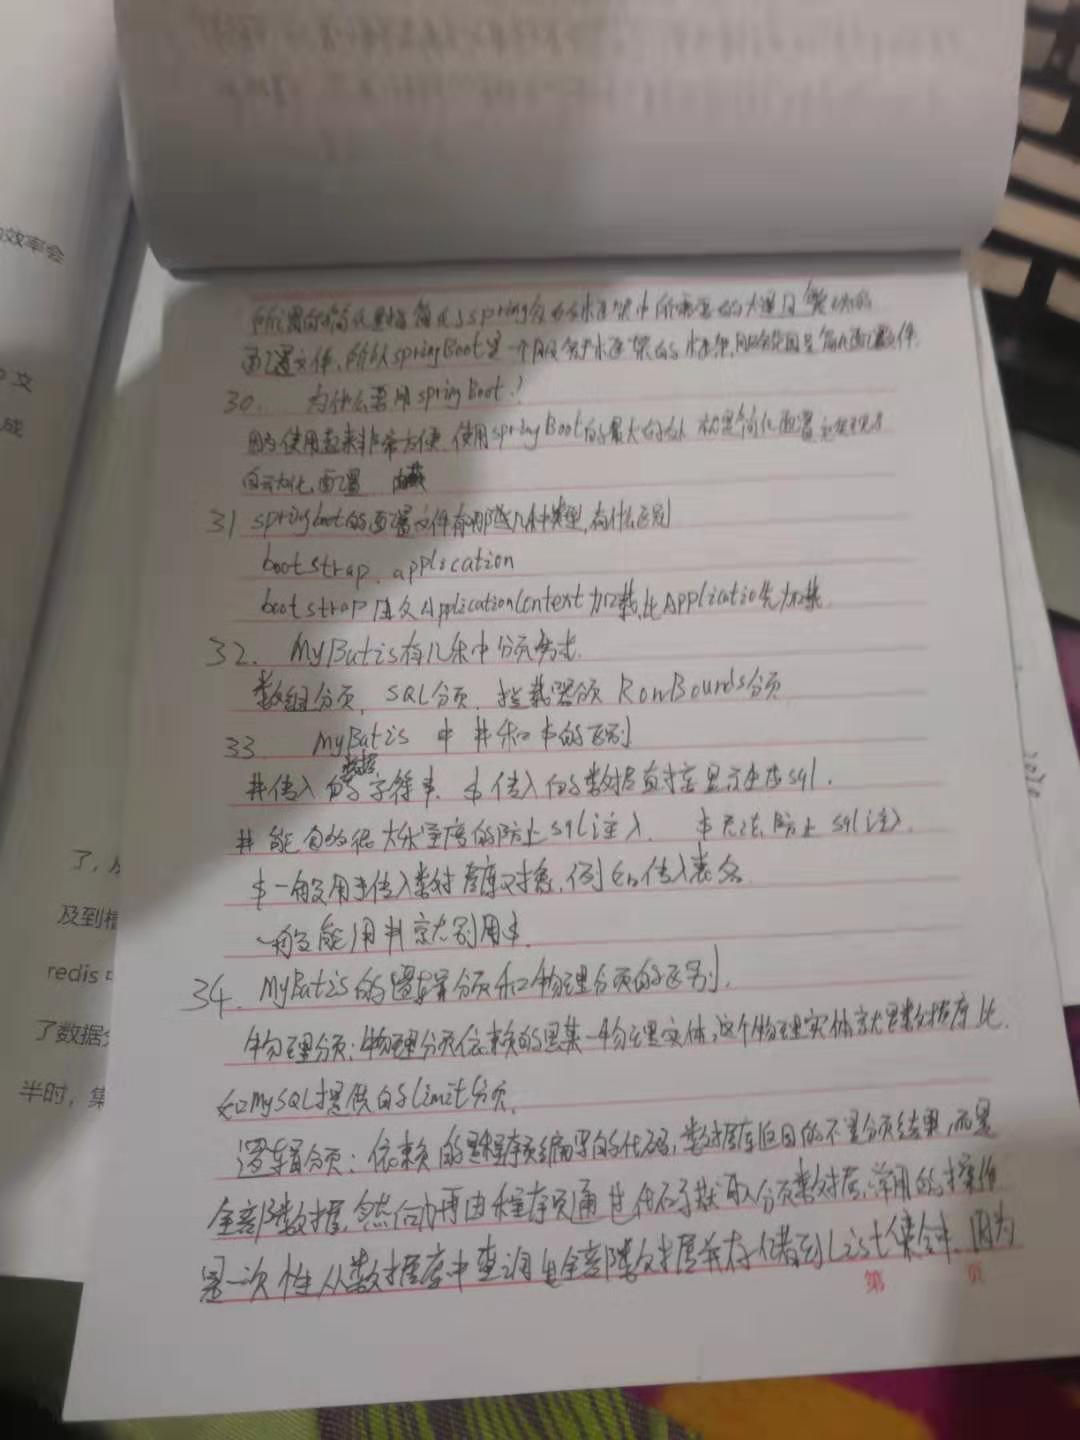 所谓的简化是指简化了spring众多框架中所需要的大量且繁琐的
配置文件,所以springBoot是一个服务于框架的框架,服务范围是简化配置文件.
30. 为什么要用springBoot?
因为使用起来非常方便 使用springBoot的最大好处就是简化配置
自动化配置
31 springboot的配置文件有哪几种类型,有什么区别
bootstrap. application
bootstrap 由父ApplicationContext加载,比Applicatio先加载
32. MyBatis有几种分页方式.
数组分页, SQL分页, 拦截器分页 RowBounds分页
33. MyBatis 中 #和$的区别
#传入的数据 字符串. $传入的数据直接显示在sql.
#能的很大程度的防止sql注入. $无法防止sql注入.
$一般用于传入数据库对象,例如传入表名.
一般能用#就别用$.
34. MyBatis的逻辑分页和物理分页的区别.
物理分页:物理分页依赖的是某一物理实体,这个物理实体就是数据库,比
如MySQL提供的limit分页.
逻辑分页:依赖的是程序员编写的代码,数据库返回的不是分页结果,而是
全部数据,然后再由程序员通过代码获取分页数据,常用的操作
是一次性从数据库中查询出全部数据并存储到List集合中.因为
第 页
的效率会
文
成
了,
及到
redis
了数据
半时,集